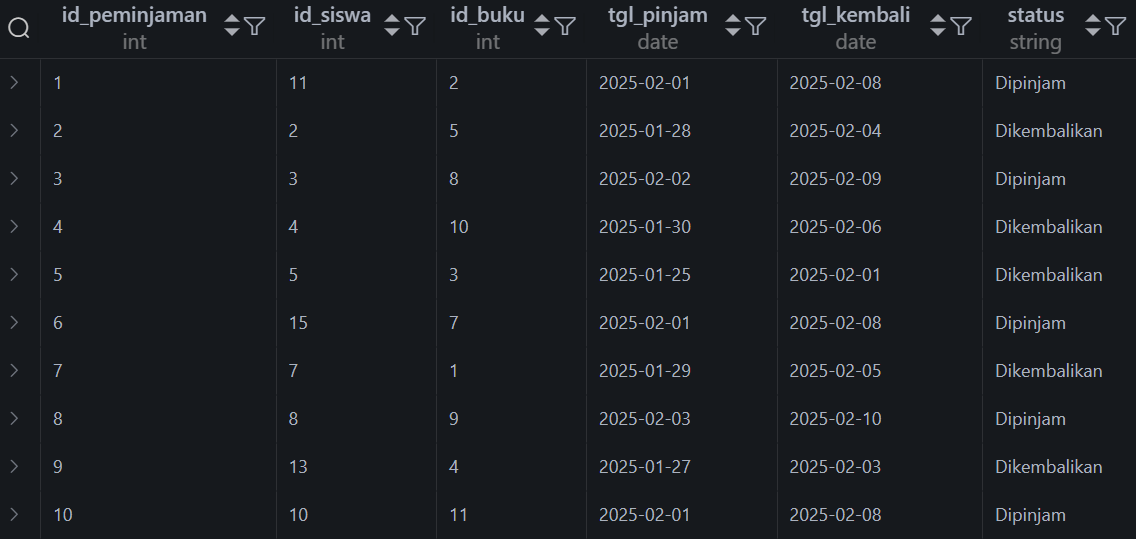 id_peminjaman id_siswa id_buku tgl_pinjam tgl_kembali status
int int int date date string
1 11 2 2025-02-01 2025-02-08 Dipinjam
2 2 5 2025-01-28 2025-02-04 Dikembalikan
3 3 8 2025-02-02 2025-02-09 Dipinjam
4 4 10 2025-01-30 2025-02-06 Dikembalikan
5 5 3 2025-01-25 2025-02-01 Dikembalikan
6 15 7 2025-02-01 2025-02-08 Dipinjam
7 7 1 2025-01-29 2025-02-05 Dikembalikan
8 8 9 2025-02-03 2025-02-10 Dipinjam
9 13 4 2025-01-27 2025-02-03 Dikembalikan
10 10 11 2025-02-01 2025-02-08 Dipinjam